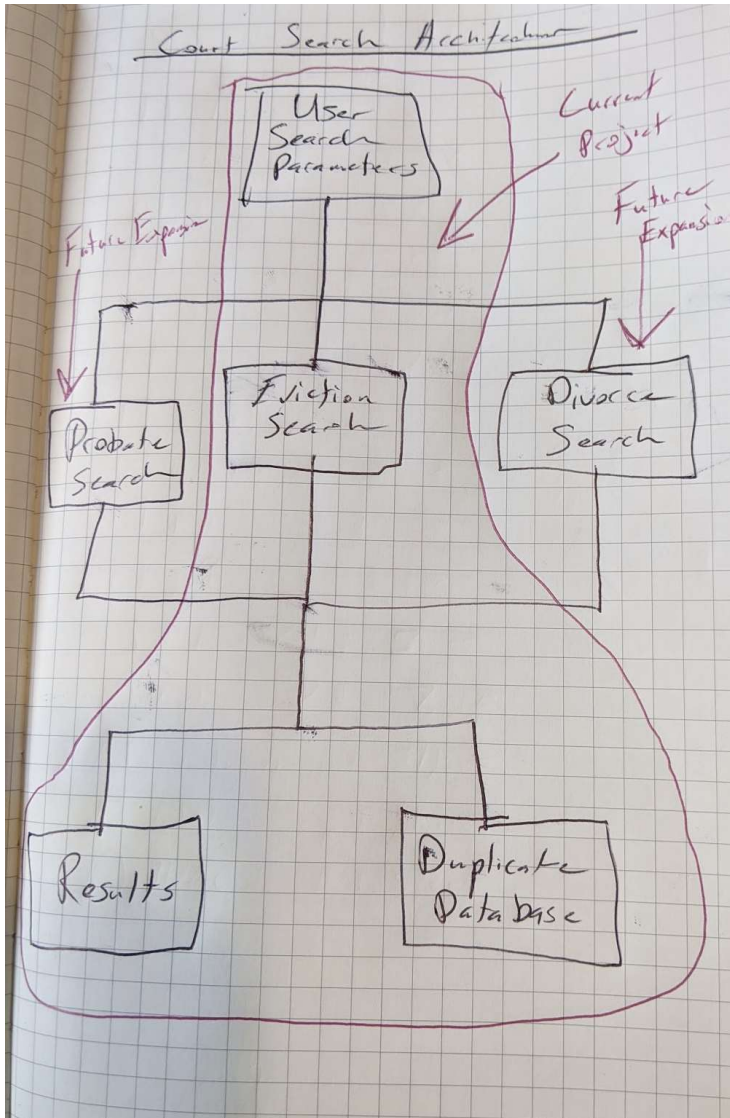 Court Search Architecture
User
Search
Parameters
Current
Project
Future
Expansion
Future Expansion
Eviction
Search
Divorce
Search
Probate
Search
Results
Duplicate
Database